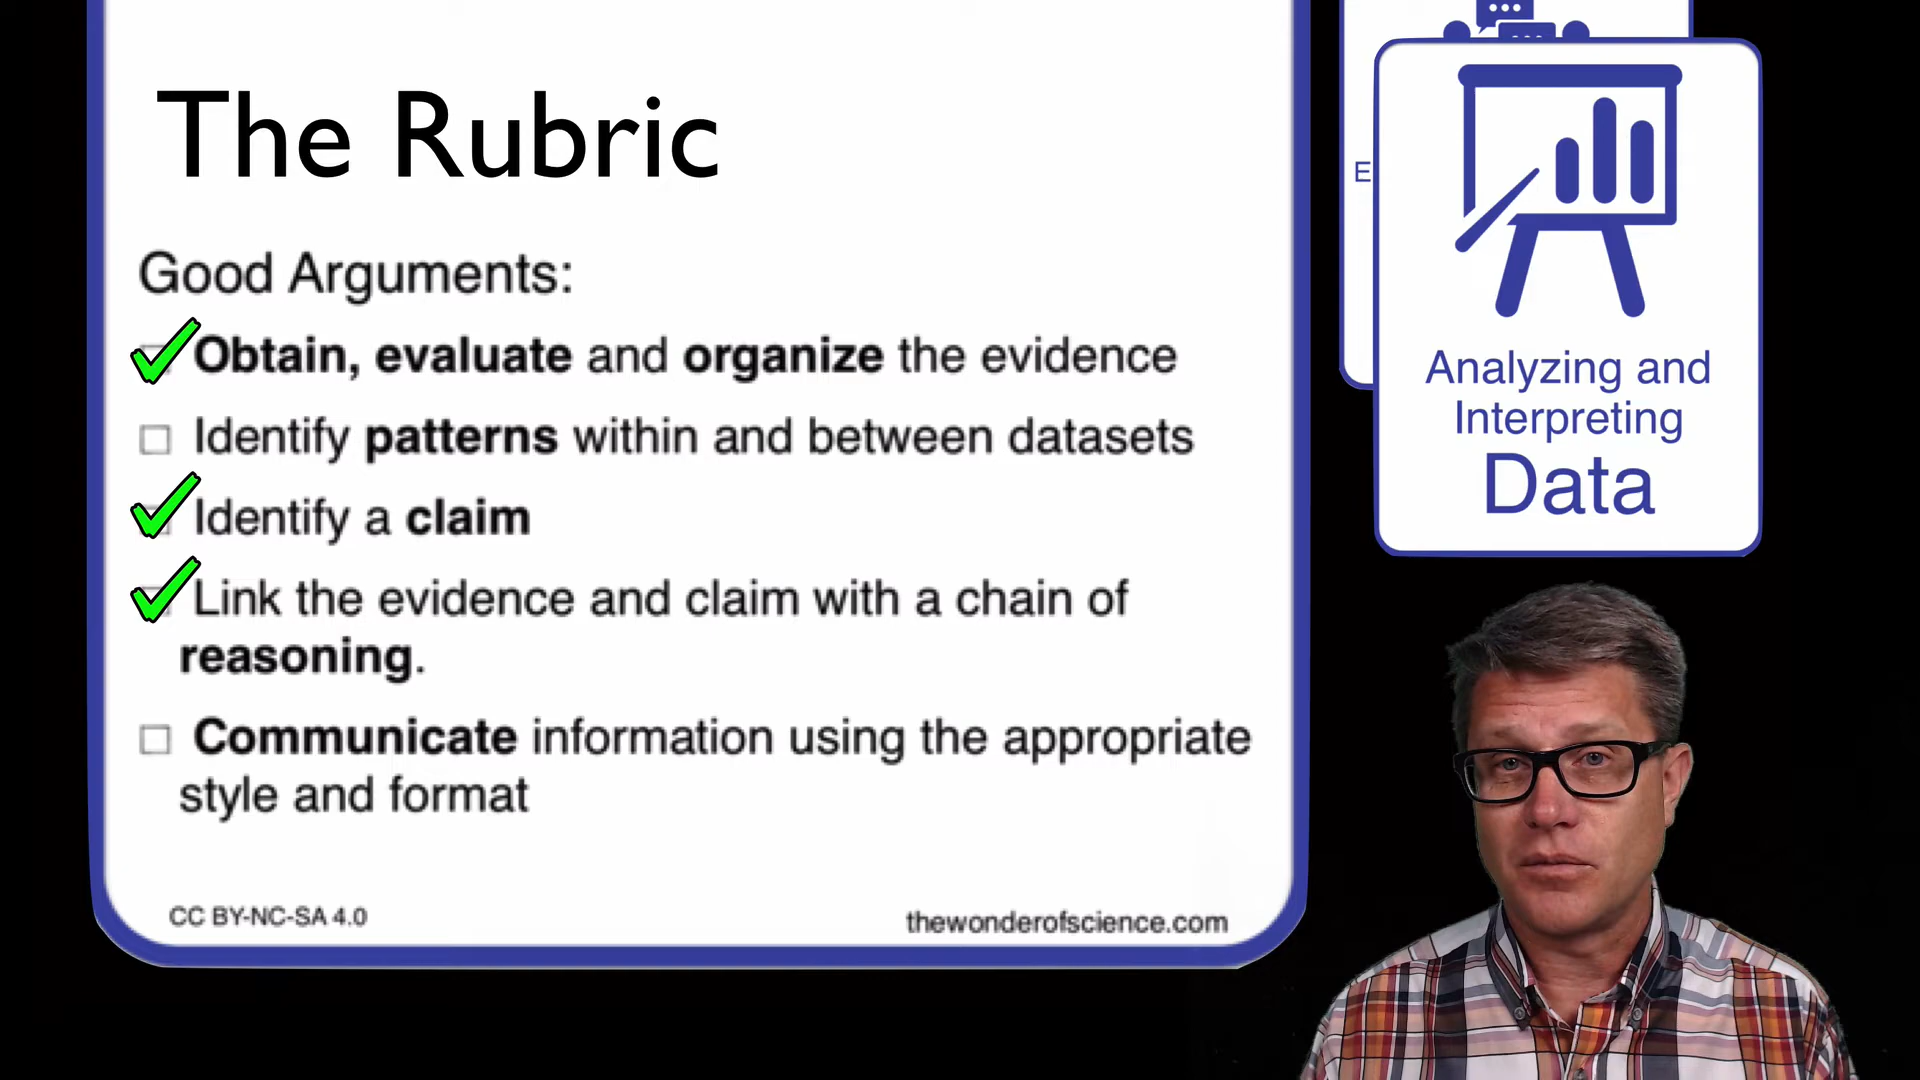 The Rubric
Good Arguments:
Obtain, evaluate and organize the evidence
Identify patterns within and between datasets
Identify a claim
Link the evidence and claim with a chain of
reasoning.
Communicate information using the appropriate
style and format
CC BY-NC-SA 4.0
thewonderofscience.com
E
Analyzing and
Interpreting
Data